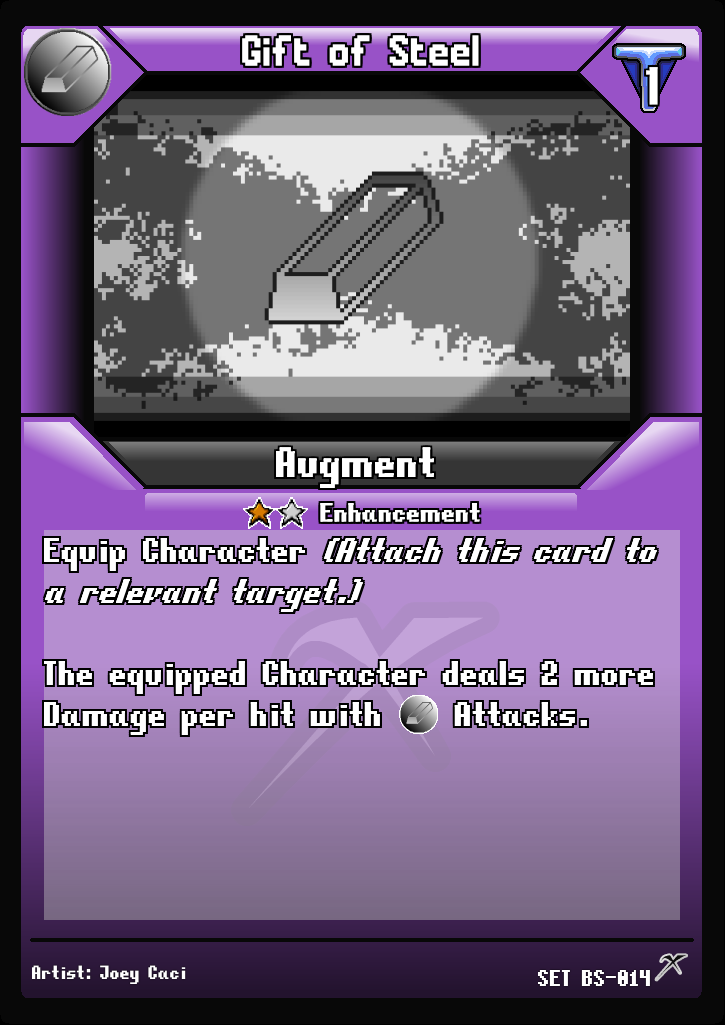 Gift of Steel
1
Augment
Enhancement
Equip Character (Attach this card to
a relevant target.)
The equipped Character deals 2 more
Damage per hit with Attacks.
Artist: Joey Caci
SET BS-014